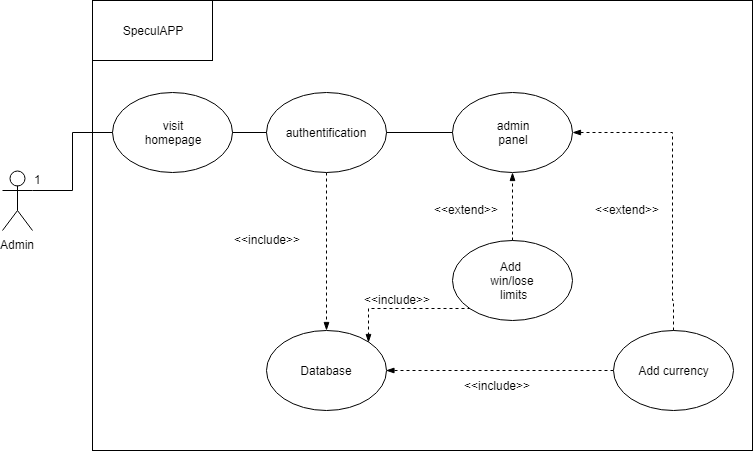 SpeculAPP
visit
homepage
authentification
admin
panel
1
Admin
<<extend>>
<<extend>>
<<include>>
Add
win/lose
limits
<<include>>
Database
Add currency
<<include>>